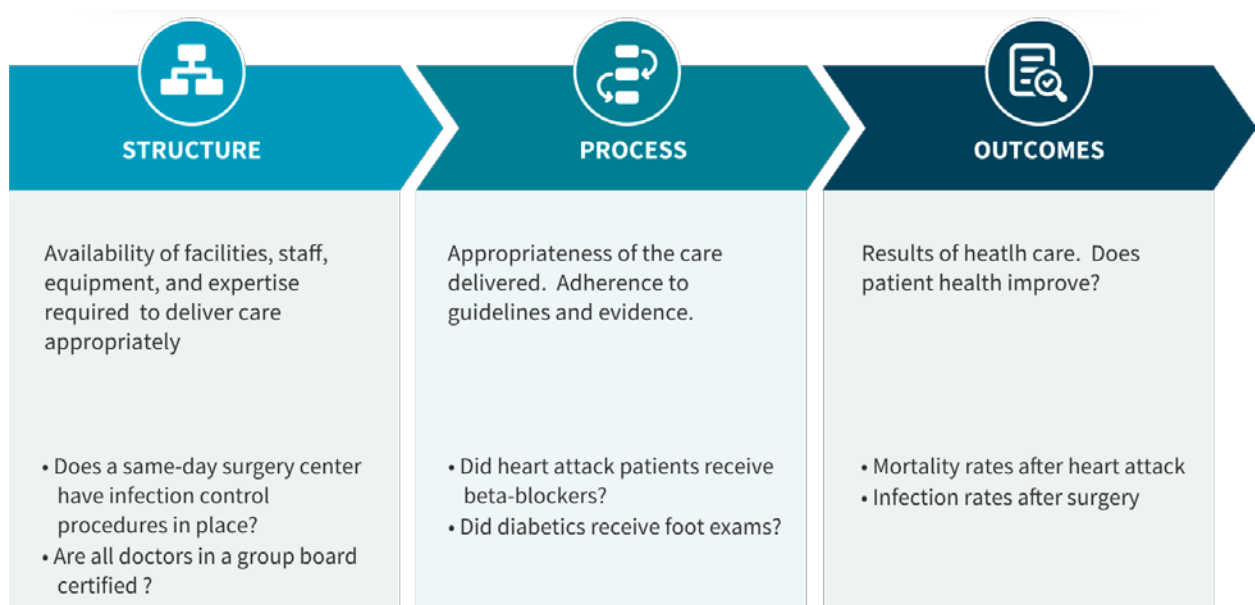 STRUCTURE
Availability of facilities, staff,
equipment, and expertise
required  to deliver care
appropriately
• Does a same-day surgery center
have infection control
procedures in place?
• Are all doctors in a group board
certified ?
PROCESS
Appropriateness of the care
delivered.  Adherence to
guidelines and evidence.
• Did heart attack patients receive
beta-blockers?
• Did diabetics receive foot exams?
OUTCOMES
Results of heatlh care.  Does
patient health improve?
• Mortality rates after heart attack
• Infection rates after surgery